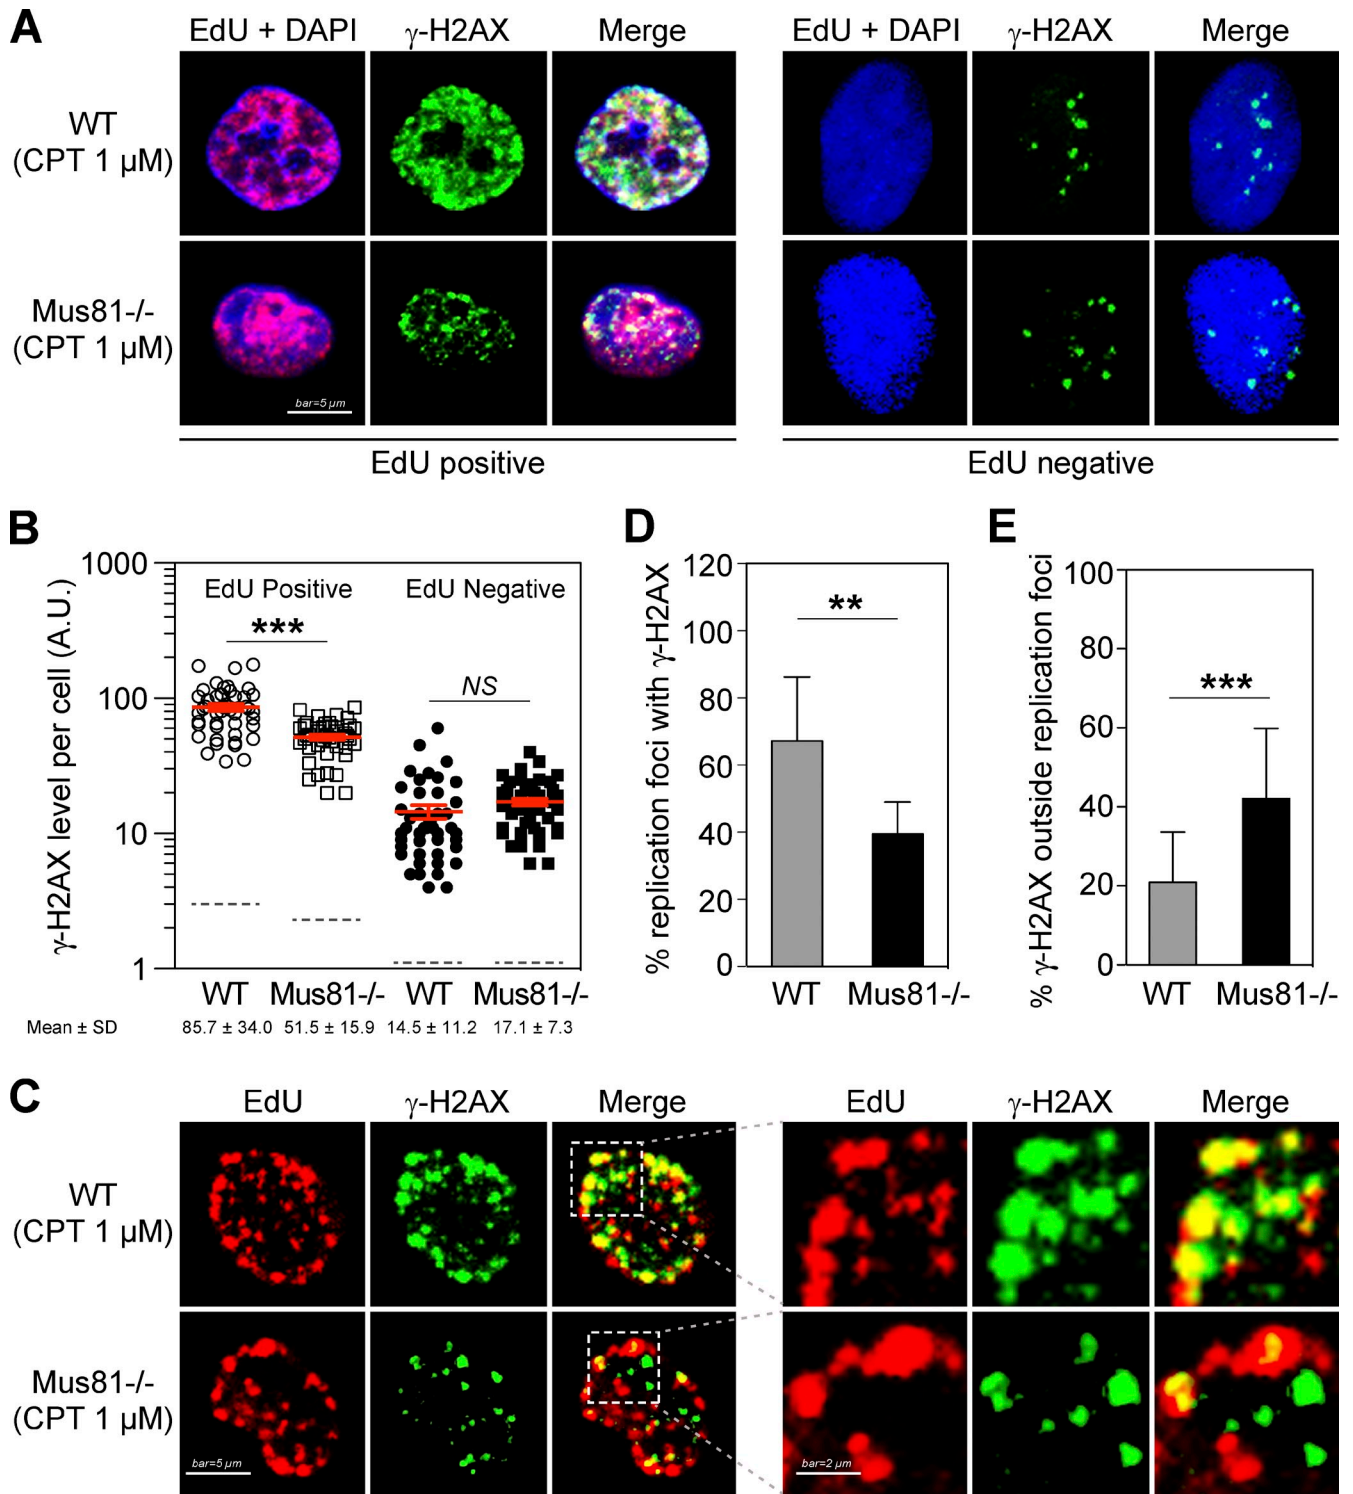 A
EdU + DAPI γ-H2AX Merge EdU + DAPI γ-H2AX Merge
WT
(CPT 1 µM)
Mus81-/-
(CPT 1 µM)
bar=5 µm
EdU positive EdU negative
B
γ-H2AX level per cell (A.U.)
1000
100
10
1
EdU Positive EdU Negative
***
NS
WT Mus81-/- WT Mus81-/-
Mean ± SD 85.7 ± 34.0 51.5 ± 15.9 14.5 ± 11.2 17.1 ± 7.3
D
% replication foci with γ-H2AX
120
100
80
60
40
20
0
**
WT Mus81-/-
E
% γ-H2AX outside replication foci
100
80
60
40
20
0
***
WT Mus81-/-
C
EdU γ-H2AX Merge EdU γ-H2AX Merge
WT
(CPT 1 µM)
Mus81-/-
(CPT 1 µM)
bar=5 µm bar=2 µm